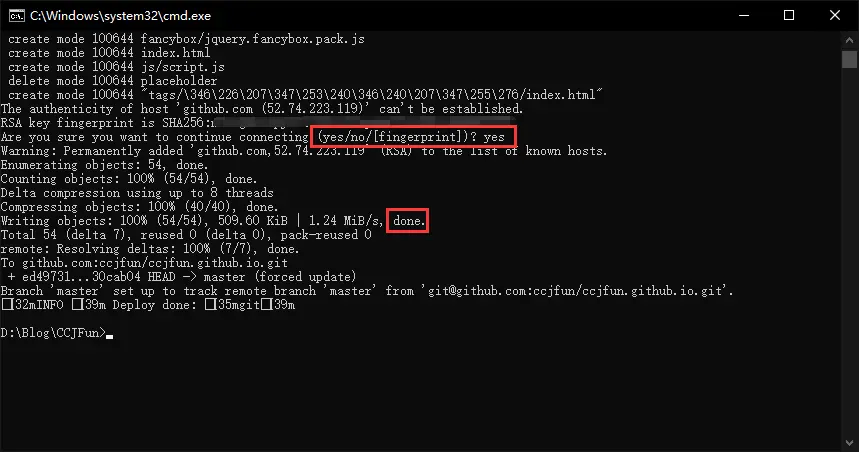 C:\Windows\system32\cmd.exe
create mode 100644 fancybox/jquery.fancybox.pack.js
create mode 100644 index.html
create mode 100644 js/script.js
delete mode 100644 placeholder
create mode 100644 "tags/\346\226\207\347\253\240\346\240\207\347\255\276/index.html"
The authenticity of host 'github.com (52.74.223.119)' can't be established.
RSA key fingerprint is SHA256:
Are you sure you want to continue connecting (yes/no/[fingerprint])? yes
Warning: Permanently added 'github.com,52.74.223.119' (RSA) to the list of known hosts.
Enumerating objects: 54, done.
Counting objects: 100% (54/54), done.
Delta compression using up to 8 threads
Compressing objects: 100% (40/40), done.
Writing objects: 100% (54/54), 509.60 KiB | 1.24 MiB/s, done.
Total 54 (delta 7), reused 0 (delta 0), pack-reused 0
remote: Resolving deltas: 100% (7/7), done.
To github.com:ccjfun/ccjfun.github.io.git
+ ed49731...30cab04 HEAD -> master (forced update)
Branch 'master' set up to track remote branch 'master' from 'git@github.com:ccjfun/ccjfun.github.io.git'.
□[32mINFO □[39m Deploy done: □[35mgit□[39m
D:\Blog\CCJFun>